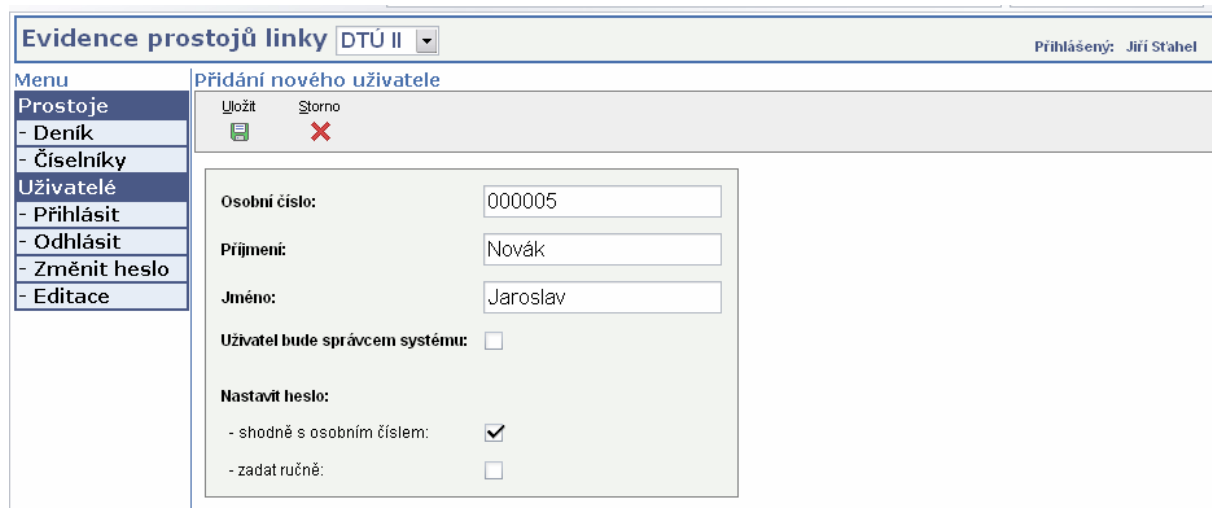 Evidence prostojů linky DTÚ II
Přihlášený: Jiří Sťahel
Menu
Prostoje
- Deník
- Číselníky
Uživatelé
- Přihlásit
- Odhlásit
- Změnit heslo
- Editace
Přidání nového uživatele
Uložit Storno
Osobní číslo: 000005
Příjmení: Novák
Jméno: Jaroslav
Uživatel bude správcem systému:
Nastavit heslo:
- shodně s osobním číslem:
- zadat ručně: